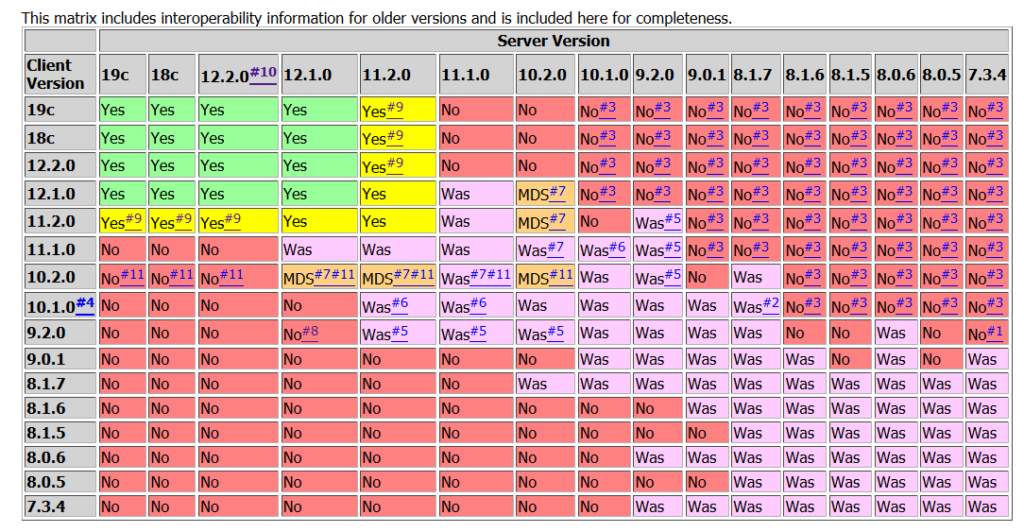 This matrix includes interoperability information for older versions and is included here for completeness.
Server Version
Client Version 19c 18c 12.2.0#10 12.1.0 11.2.0 11.1.0 10.2.0 10.1.0 9.2.0 9.0.1 8.1.7 8.1.6 8.1.5 8.0.6 8.0.5 7.3.4
19c Yes Yes Yes Yes Yes#9 No No No#3 No#3 No#3 No#3 No#3 No#3 No#3 No#3 No#3
18c Yes Yes Yes Yes Yes#9 No No No#3 No#3 No#3 No#3 No#3 No#3 No#3 No#3 No#3
12.2.0 Yes Yes Yes Yes Yes#9 No No No#3 No#3 No#3 No#3 No#3 No#3 No#3 No#3 No#3
12.1.0 Yes Yes Yes Yes Yes Was MDS#7 No#3 No#3 No#3 No#3 No#3 No#3 No#3 No#3 No#3
11.2.0 Yes#9 Yes#9 Yes#9 Yes Yes Was MDS#7 No Was#5 No#3 No#3 No#3 No#3 No#3 No#3 No#3
11.1.0 No No No Was Was Was Was#7 Was#6 Was#5 No#3 No#3 No#3 No#3 No#3 No#3 No#3
10.2.0 No#11 No#11 No#11 MDS#7#11 MDS#7#11 Was#7#11 MDS#11 Was Was#5 No Was No#3 No#3 No#3 No#3 No#3
10.1.0#4 No No No No Was#6 Was#6 Was Was Was Was Was#2 No#3 No#3 No#3 No#3 No#3
9.2.0 No No No No#8 Was#5 Was#5 Was#5 Was Was Was Was No No Was No No#1
9.0.1 No No No No No No No Was Was Was Was Was No Was No Was
8.1.7 No No No No No No Was Was Was Was Was Was Was Was Was Was
8.1.6 No No No No No No No No No Was Was Was Was Was Was Was
8.1.5 No No No No No No No No No No Was Was Was Was Was Was
8.0.6 No No No No No No No No Was Was Was Was Was Was Was Was
8.0.5 No No No No No No No No No No Was Was Was Was Was Was
7.3.4 No No No No No No No No Was Was Was Was Was Was Was Was